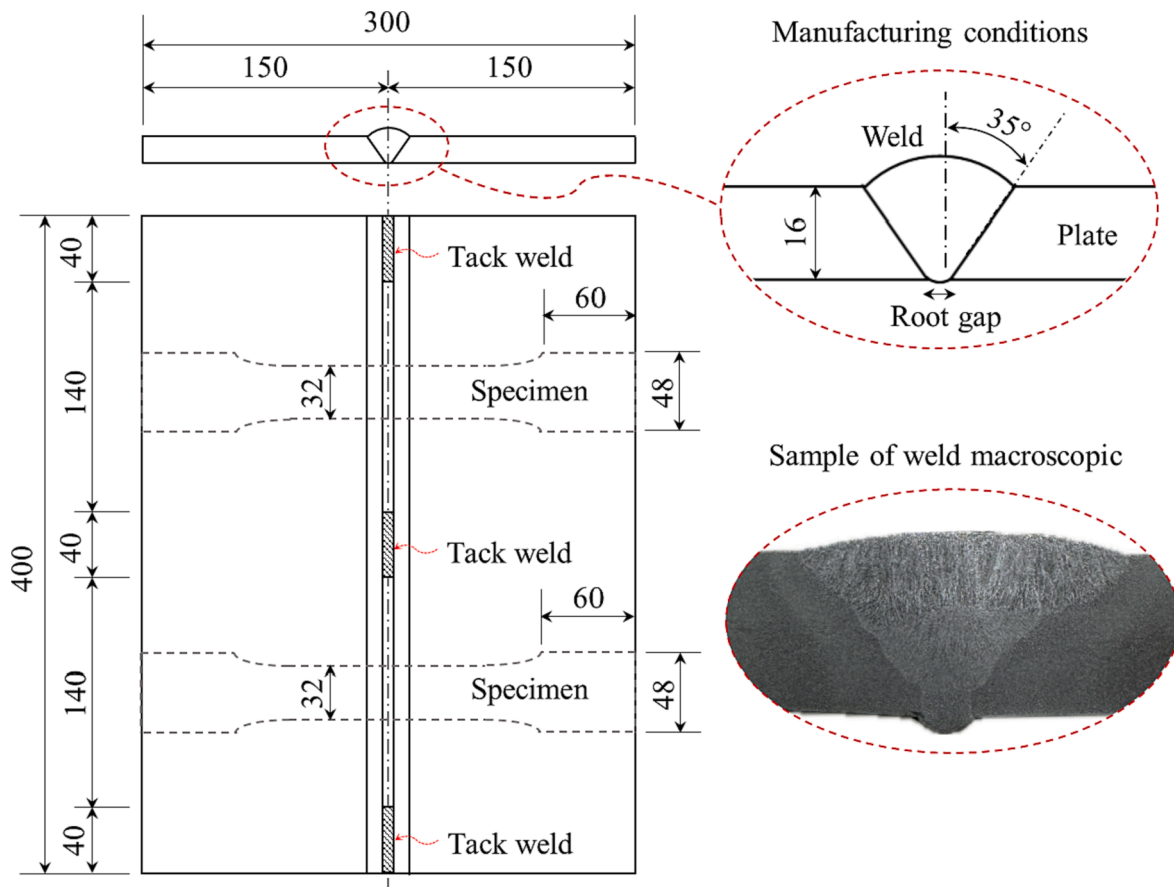 300
150
150
Manufacturing conditions
Weld
35°
16
Plate
Root gap
40
Tack weld
60
140
32
Specimen
48
400
40
Tack weld
Sample of weld macroscopic
60
140
32
Specimen
48
40
Tack weld